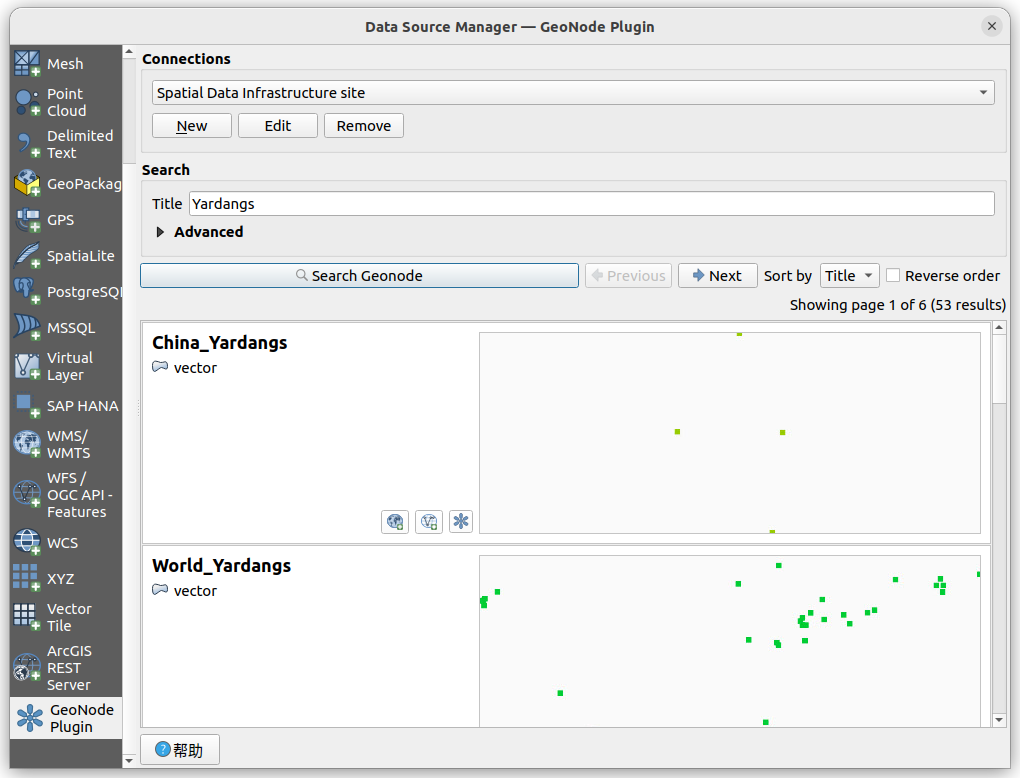 Data Source Manager — GeoNode Plugin
Mesh
Point
Cloud
Delimited
Text
GeoPackag
GPS
SpatiaLite
PostgreSQL
MSSQL
Virtual
Layer
SAP HANA
WMS/
WMTS
WFS /
OGC API -
Features
WCS
XYZ
Vector
Tile
ArcGIS
REST
Server
GeoNode
Plugin
Connections
Spatial Data Infrastructure site
New
Edit
Remove
Search
Title
Yardangs
Advanced
Search Geonode
Previous
Next
Sort by
Title
Reverse order
Showing page 1 of 6 (53 results)
China_Yardangs
vector
World_Yardangs
vector
帮助